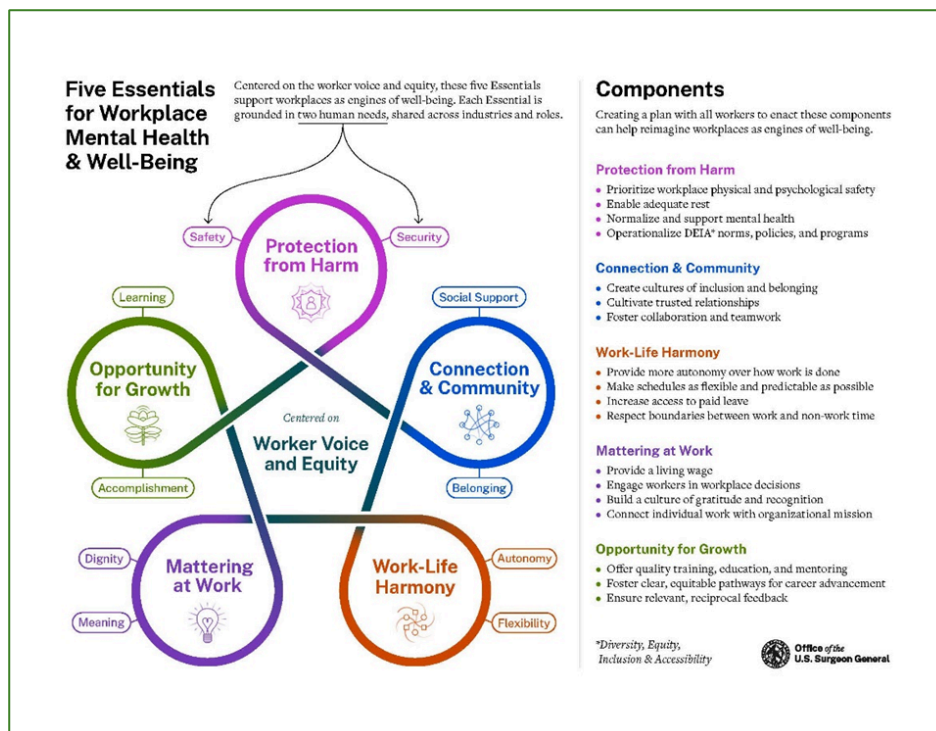 Five Essentials
for Workplace
Mental Health
& Well-Being
Centered on the worker voice and equity, these five Essentials
support workplaces as engines of well-being. Each Essential is
grounded in two human needs, shared across industries and roles.
Safety
Security
Protection
from Harm
Learning
Opportunity
for Growth
Accomplishment
Social Support
Connection
& Community
Belonging
Centered on
Worker Voice
and Equity
Dignity
Mattering
at Work
Meaning
Autonomy
Work-Life
Harmony
Flexibility
Components
Creating a plan with all workers to enact these components
can help reimagine workplaces as engines of well-being.
Protection from Harm
• Prioritize workplace physical and psychological safety
• Enable adequate rest
• Normalize and support mental health
• Operationalize DEIA* norms, policies, and programs
Connection & Community
• Create cultures of inclusion and belonging
• Cultivate trusted relationships
• Foster collaboration and teamwork
Work-Life Harmony
• Provide more autonomy over how work is done
• Make schedules as flexible and predictable as possible
• Increase access to paid leave
• Respect boundaries between work and non-work time
Mattering at Work
• Provide a living wage
• Engage workers in workplace decisions
• Build a culture of gratitude and recognition
• Connect individual work with organizational mission
Opportunity for Growth
• Offer quality training, education, and mentoring
• Foster clear, equitable pathways for career advancement
• Ensure relevant, reciprocal feedback
*Diversity, Equity,
Inclusion & Accessibility
Office of the
U.S. Surgeon General